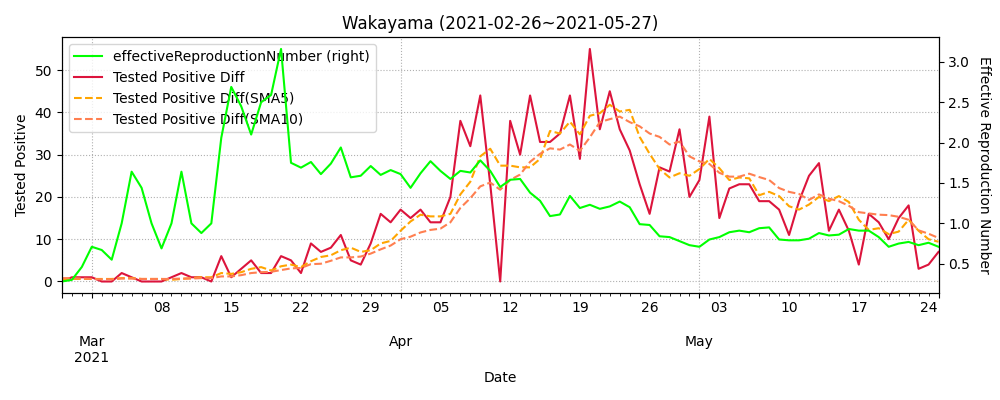 Wakayama (2021-02-26~2021-05-27)
effectiveReproductionNumber (right)
Tested Positive Diff
Tested Positive Diff(SMA5)
Tested Positive Diff(SMA10)
Tested Positive
50
40
30
20
10
0
3.0
2.5
2.0
1.5
1.0
0.5
Effective Reproduction Number
08 15 22 29 05 12 19 26 03 10 17 24
Mar Apr May
2021
Date